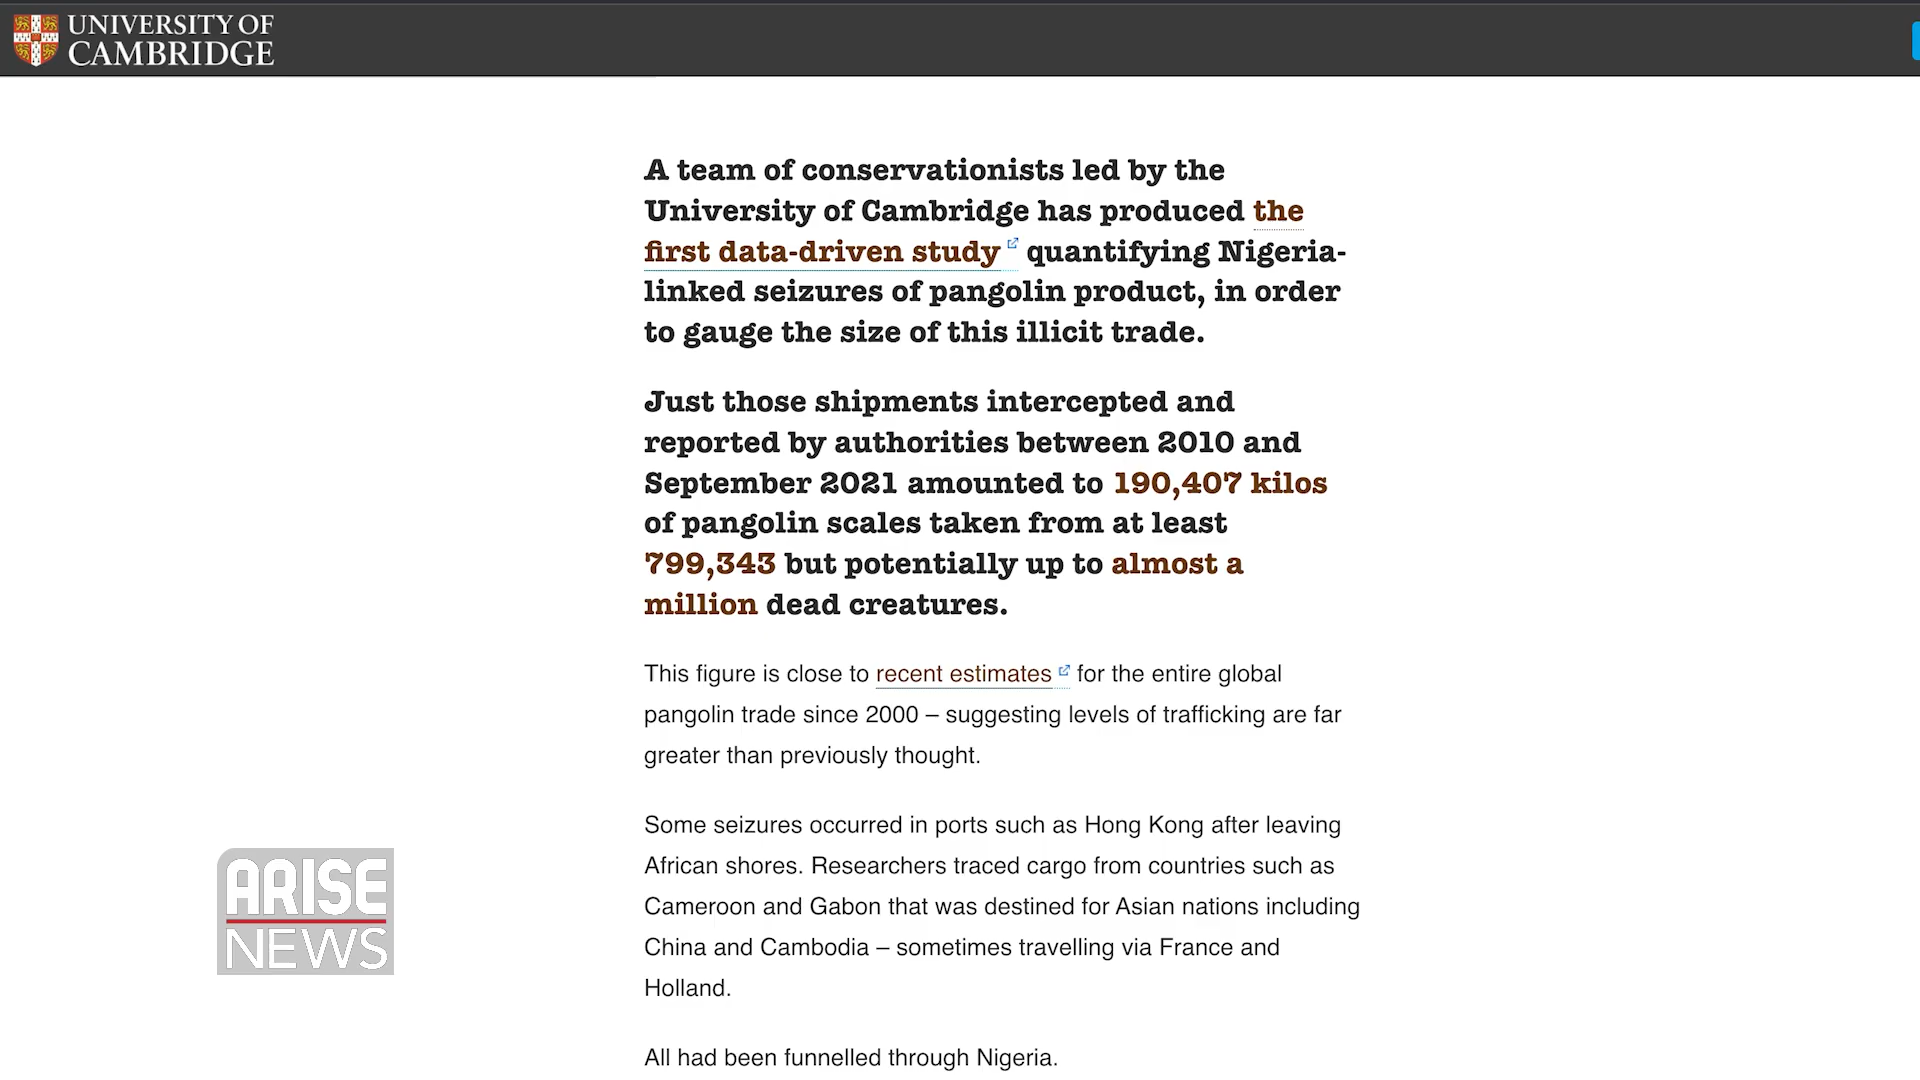 UNIVERSITY OF
CAMBRIDGE
A team of conservationists led by the
University of Cambridge has produced the
first data-driven study quantifying Nigeria-
linked seizures of pangolin product, in order
to gauge the size of this illicit trade.
Just those shipments intercepted and
reported by authorities between 2010 and
September 2021 amounted to 190,407 kilos
of pangolin scales taken from at least
799,343 but potentially up to almost a
million dead creatures.
This figure is close to recent estimates for the entire global
pangolin trade since 2000 – suggesting levels of trafficking are far
greater than previously thought.
Some seizures occurred in ports such as Hong Kong after leaving
African shores. Researchers traced cargo from countries such as
Cameroon and Gabon that was destined for Asian nations including
China and Cambodia – sometimes travelling via France and
Holland.
All had been funnelled through Nigeria.
ARISE
NEWS